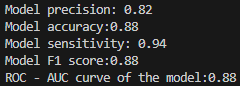 Model precision: 0.82
Model accuracy:0.88
Model sensitivity: 0.94
Model F1 score:0.88
ROC - AUC curve of the model:0.88